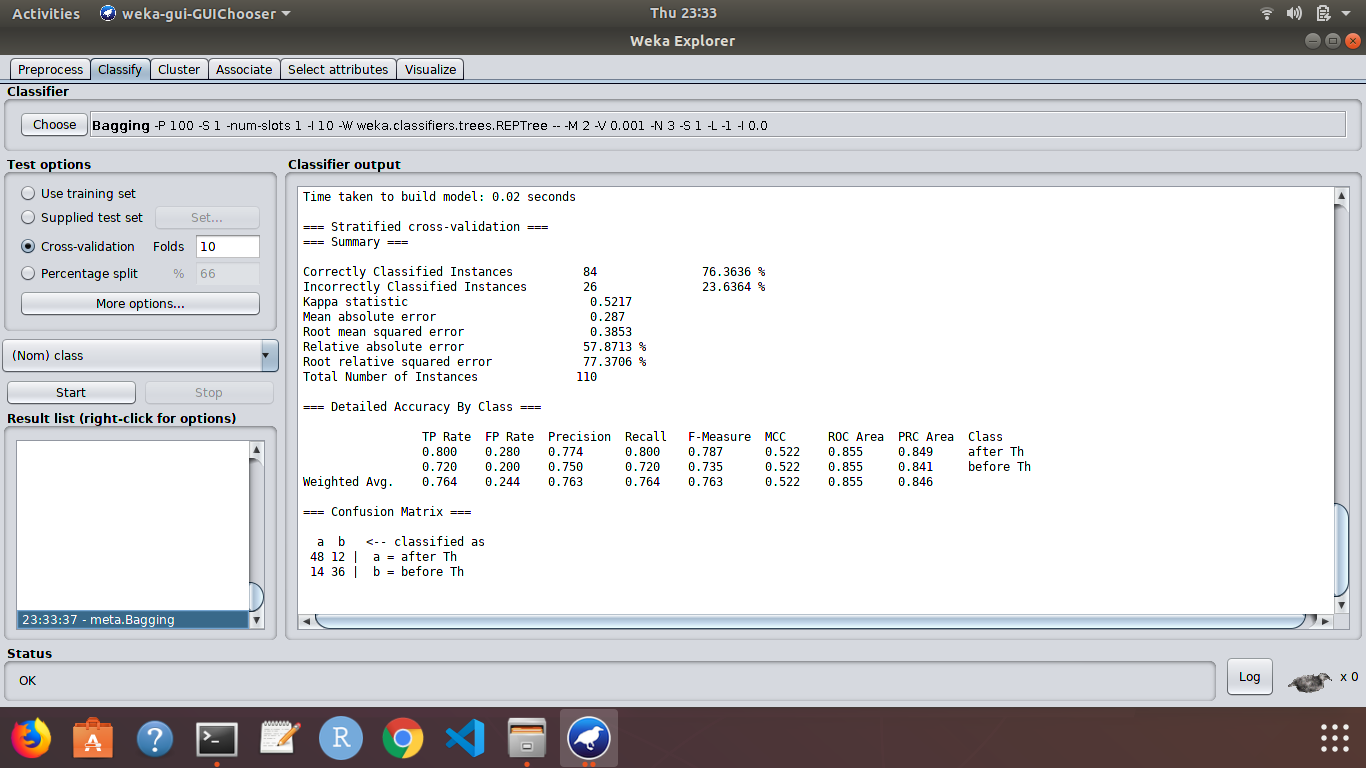 Activities weka-gui-GUIChooser Thu 23:33
Weka Explorer
Preprocess Classify Cluster Associate Select attributes Visualize
Classifier
Choose Bagging -P 100 -S 1 -num-slots 1 -I 10 -W weka.classifiers.trees.REPTree -- -M 2 -V 0.001 -N 3 -S 1 -L -1 -I 0.0
Test options
Use training set
Supplied test set Set...
Cross-validation Folds 10
Percentage split % 66
More options...
(Nom) class
Start Stop
Result list (right-click for options)
23:33:37 - meta.Bagging
Classifier output
Time taken to build model: 0.02 seconds
=== Stratified cross-validation ===
=== Summary ===
Correctly Classified Instances 84 76.3636 %
Incorrectly Classified Instances 26 23.6364 %
Kappa statistic 0.5217
Mean absolute error 0.287
Root mean squared error 0.3853
Relative absolute error 57.8713 %
Root relative squared error 77.3706 %
Total Number of Instances 110
=== Detailed Accuracy By Class ===
TP Rate FP Rate Precision Recall F-Measure MCC ROC Area PRC Area Class
0.800 0.280 0.774 0.800 0.787 0.522 0.855 0.849 after Th
0.720 0.200 0.750 0.720 0.735 0.522 0.855 0.841 before Th
Weighted Avg. 0.764 0.244 0.763 0.764 0.763 0.522 0.855 0.846
=== Confusion Matrix ===
a b <-- classified as
48 12 | a = after Th
14 36 | b = before Th
Status
OK
Log x 0
A ? >_ R